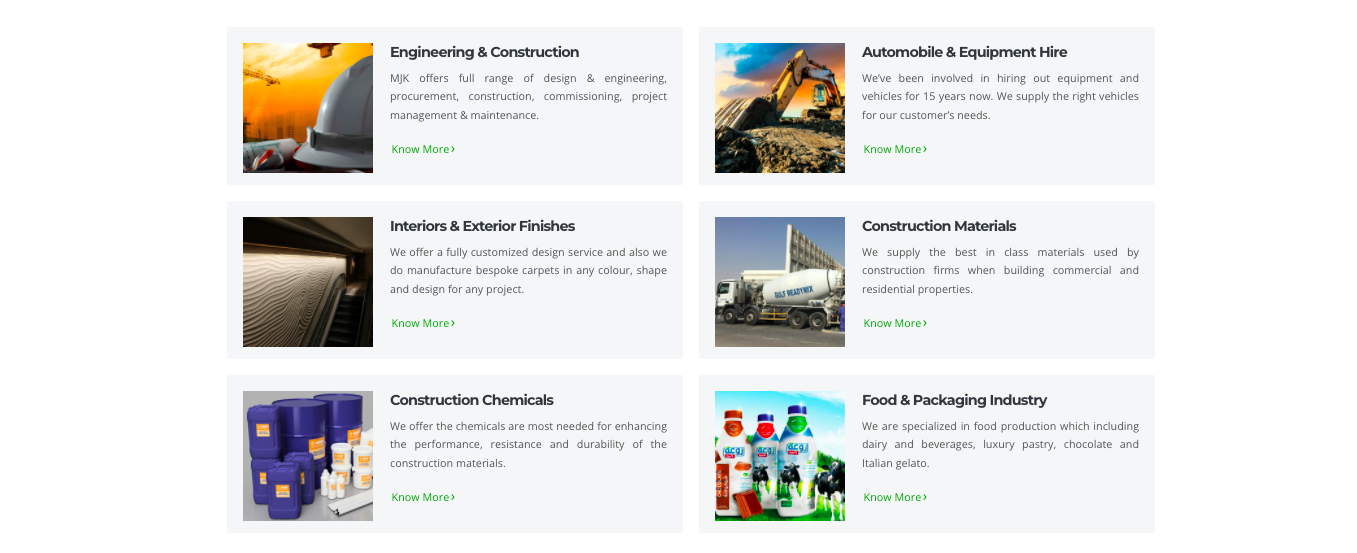 Engineering & Construction
MJK offers full range of design & engineering,
procurement, construction, commissioning, project
management & maintenance.
Know More ›
Automobile & Equipment Hire
We've been involved in hiring out equipment and
vehicles for 15 years now. We supply the right vehicles
for our customer's needs.
Know More ›
Interiors & Exterior Finishes
We offer a fully customized design service and also we
do manufacture bespoke carpets in any colour, shape
and design for any project.
Know More ›
Construction Materials
We supply the best in class materials used by
construction firms when building commercial and
residential properties.
GULF READYMIX
Know More ›
Construction Chemicals
We offer the chemicals are most needed for enhancing
the performance, resistance and durability of the
construction materials.
Know More ›
Food & Packaging Industry
We are specialized in food production which including
dairy and beverages, luxury pastry, chocolate and
Italian gelato.
Know More ›